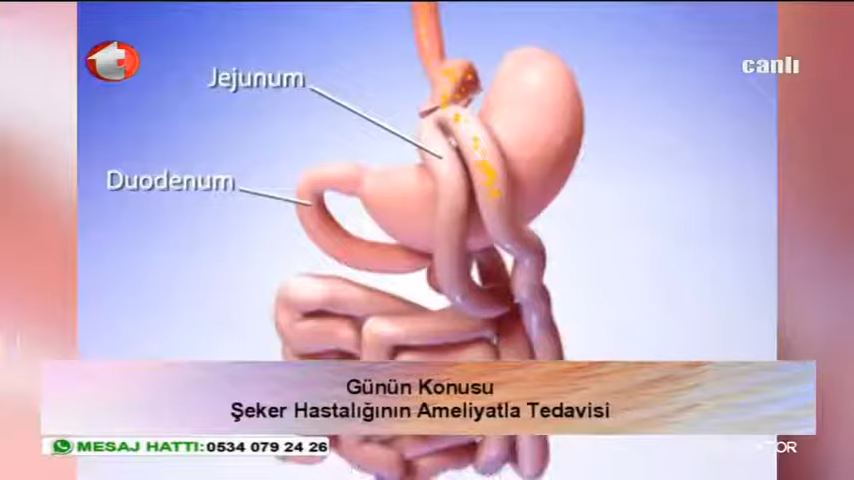 t
canlı
Jejunum
Duodenum
Günün Konusu
Şeker Hastalığının Ameliyatla Tedavisi
MESAJ HATTI:0534 079 24 26